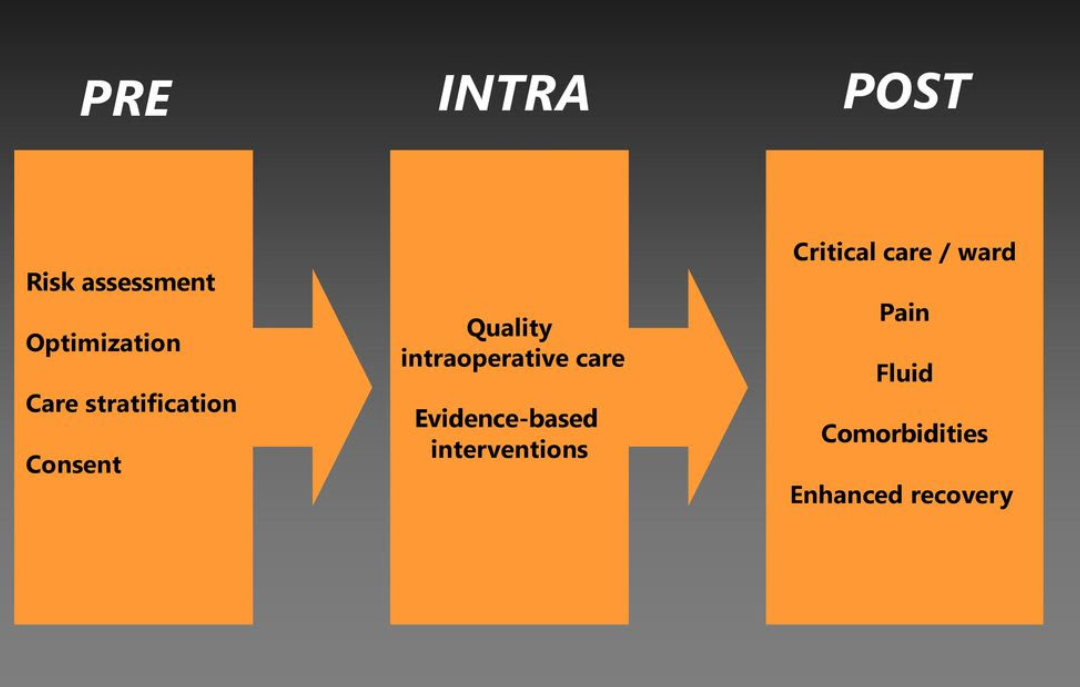 PRE
Risk assessment
Optimization
Care stratification
Consent
INTRA
Quality
intraoperative care
Evidence-based
interventions
POST
Critical care / ward
Pain
Fluid
Comorbidities
Enhanced recovery